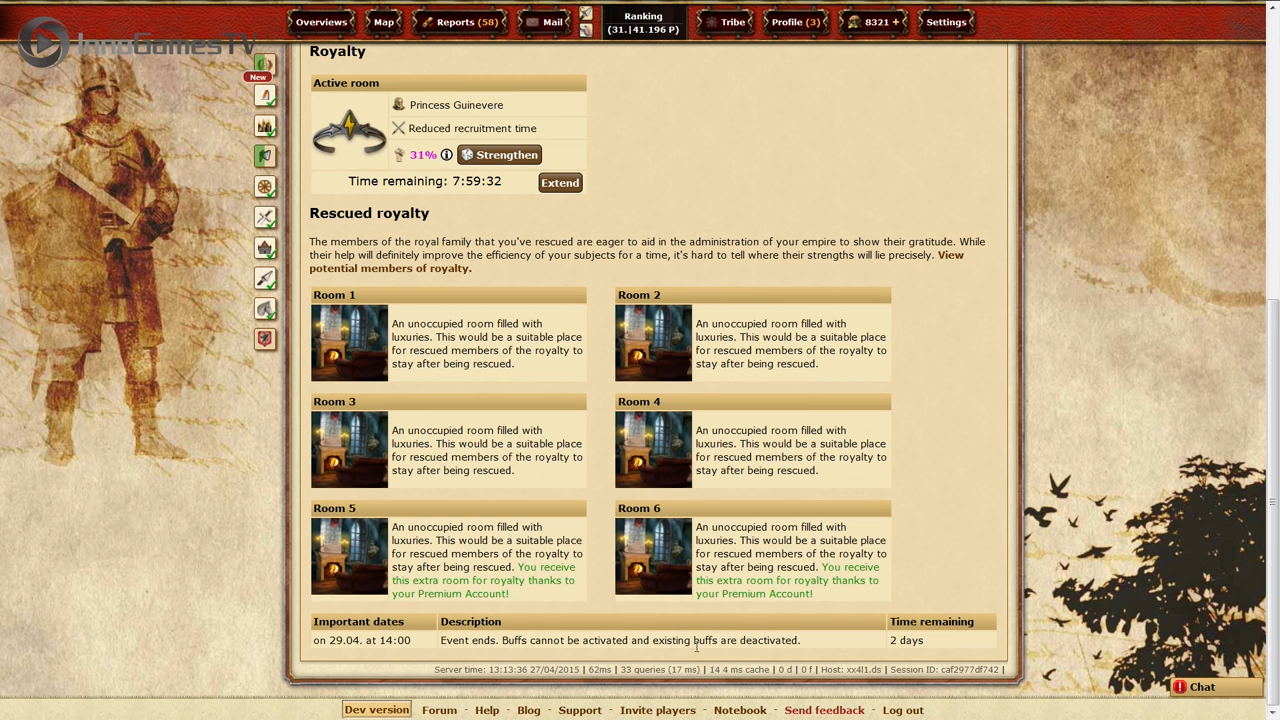 Overviews
Map
Reports (58)
Mail
Ranking
(31.|41.196 P)
Tribe
Profile (3)
8321 +
Settings
InnoGamesTV
New
Royalty
Active room
Princess Guinevere
Reduced recruitment time
31% Strengthen
Time remaining: 7:59:32 Extend
Rescued royalty
The members of the royal family that you've rescued are eager to aid in the administration of your empire to show their gratitude. While
their help will definitely improve the efficiency of your subjects for a time, it's hard to tell where their strengths will lie precisely. View
potential members of royalty.
Room 1
An unoccupied room filled with
luxuries. This would be a suitable place
for rescued members of the royalty to
stay after being rescued.
Room 2
An unoccupied room filled with
luxuries. This would be a suitable place
for rescued members of the royalty to
stay after being rescued.
Room 3
An unoccupied room filled with
luxuries. This would be a suitable place
for rescued members of the royalty to
stay after being rescued.
Room 4
An unoccupied room filled with
luxuries. This would be a suitable place
for rescued members of the royalty to
stay after being rescued.
Room 5
An unoccupied room filled with
luxuries. This would be a suitable place
for rescued members of the royalty to
stay after being rescued. You receive
this extra room for royalty thanks to
your Premium Account!
Room 6
An unoccupied room filled with
luxuries. This would be a suitable place
for rescued members of the royalty to
stay after being rescued. You receive
this extra room for royalty thanks to
your Premium Account!
Important dates Description Time remaining
on 29.04. at 14:00 Event ends. Buffs cannot be activated and existing buffs are deactivated. 2 days
Server time: 13:13:36 27/04/2015 | 62ms | 33 queries (17 ms) | 14 4 ms cache | 0 d | 0 f | Host: xx4l1.ds | Session ID: caf2977df742 |
Chat
Dev version Forum - Help - Blog - Support - Invite players - Notebook - Send feedback - Log out